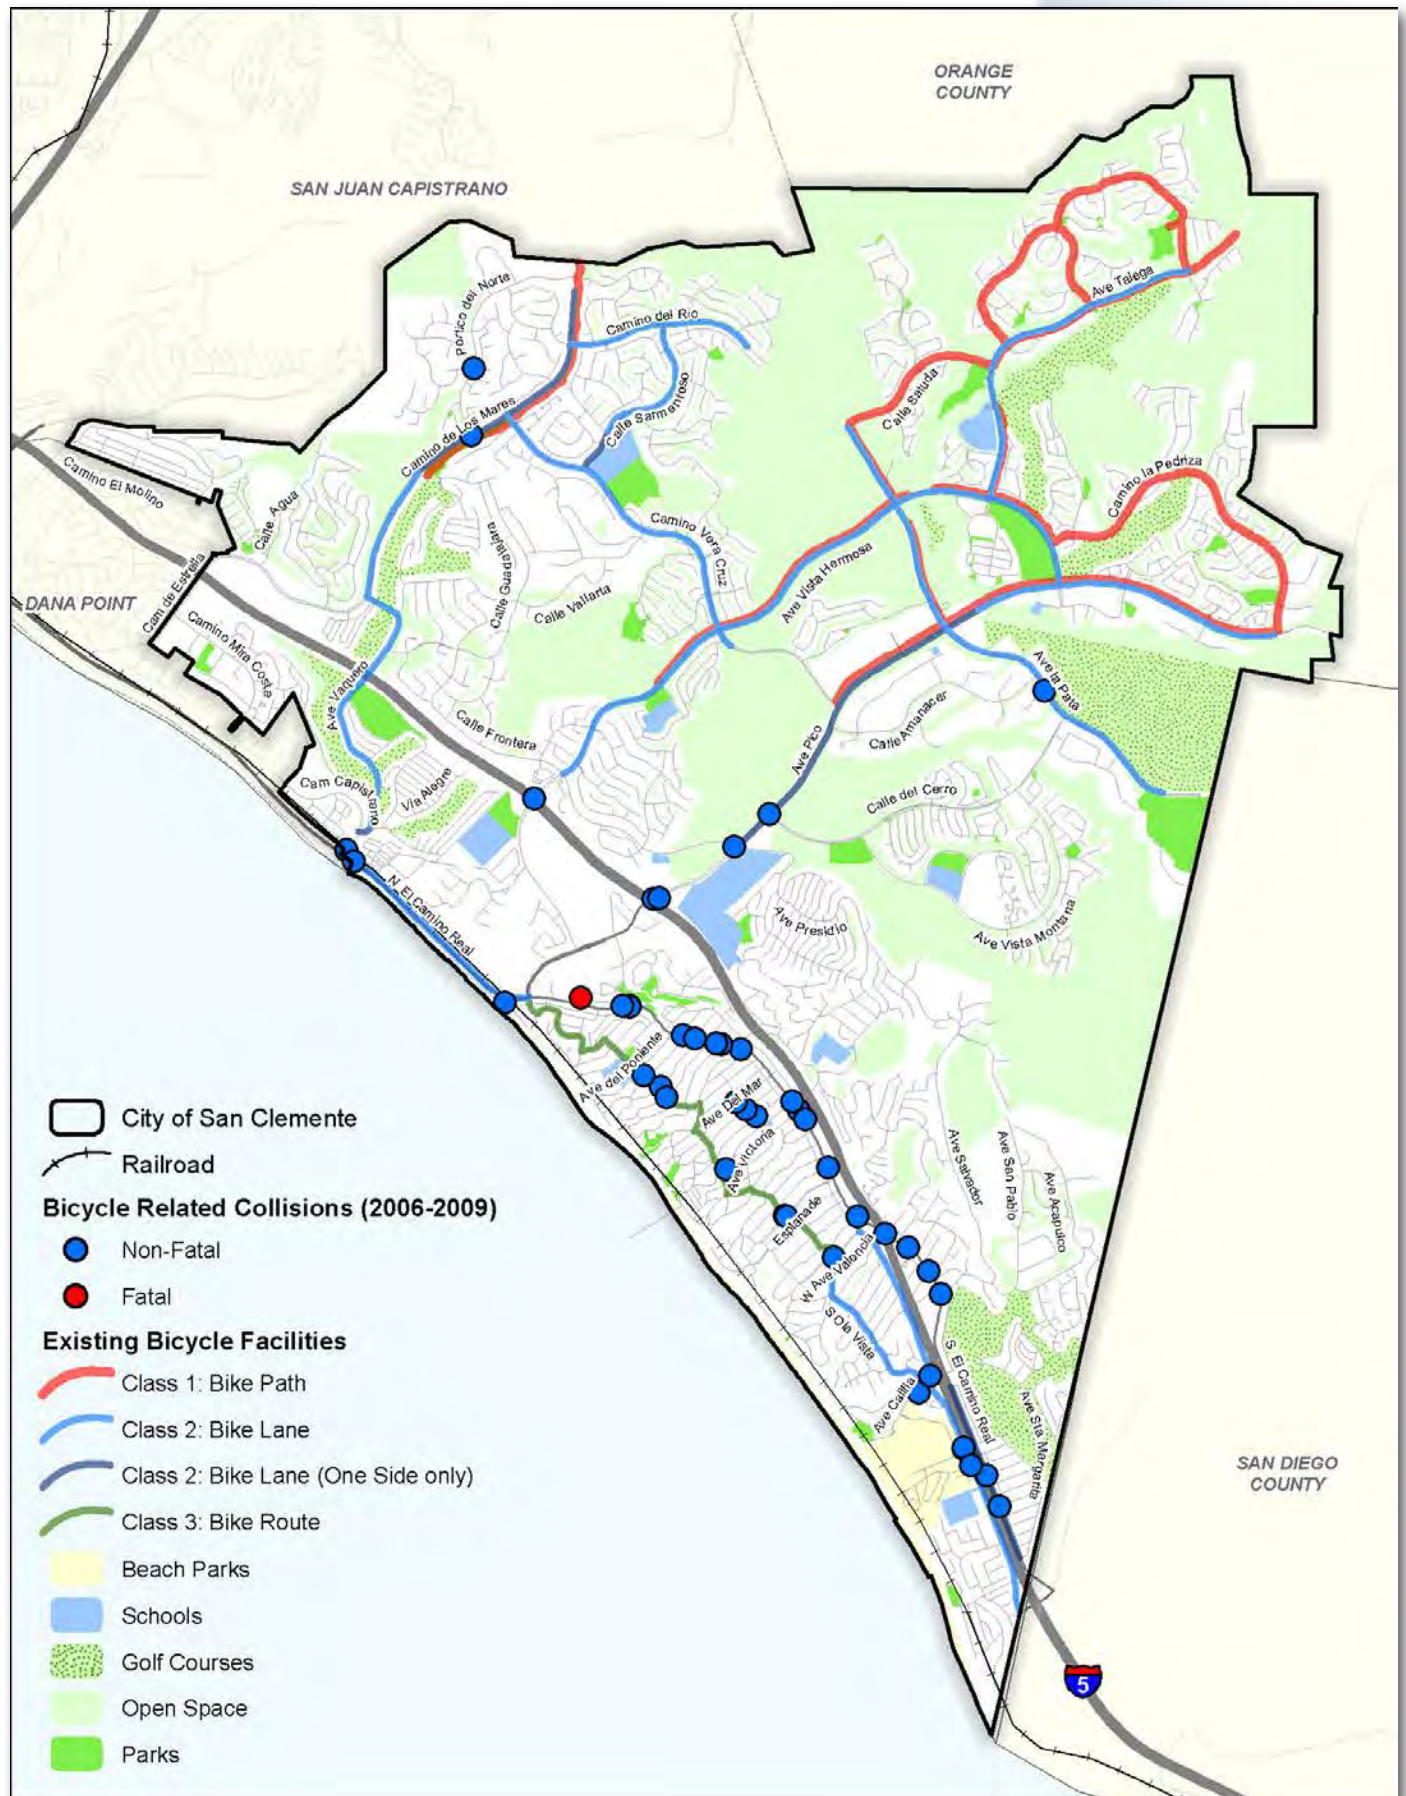 ORANGE
COUNTY
SAN JUAN CAPISTRANO
Portico del Norte
Camino del Rio
Ave Talega
Calle Sarmentoso
Calle Saluda
Camino de Los Mares
Camino El Molino
Calle Agua
Camino la Pedriza
Camino Vera Cruz
Calle Guadalajara
Ave Vista Hermosa
Calle Vallarta
DANA POINT
Cam de Estrella
Camino Mira Costa
Ave Vaquero
Ave la Pata
Calle Frontera
Calle Amanacer
Ave Pico
Cam Capistrano
Via Alegre
Calle del Cerro
N El Camino Real
Ave Presidio
Ave Vista Montana
Ave del Poniente
Ave Del Mar
Ave Victoria
Ave Salvador
Ave San Pablo
Ave Acapulco
Esplanade
W Ave Valencia
S Ola Vista
S. El Camino Real
Ave Califia
Ave Sta Margarita
SAN DIEGO
COUNTY
5
City of San Clemente
Railroad
Bicycle Related Collisions (2006-2009)
Non-Fatal
Fatal
Existing Bicycle Facilities
Class 1: Bike Path
Class 2: Bike Lane
Class 2: Bike Lane (One Side only)
Class 3: Bike Route
Beach Parks
Schools
Golf Courses
Open Space
Parks